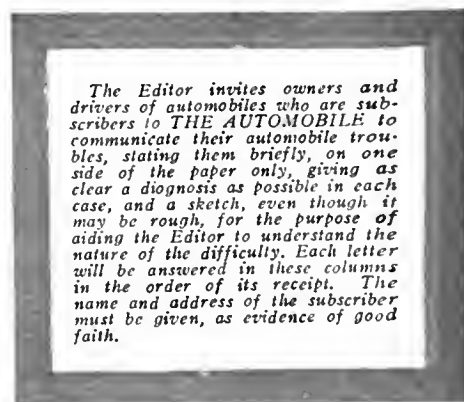 The Editor invites owners and
drivers of automobiles who are sub-
scribers to THE AUTOMOBILE to
communicate their automobile trou-
bles, stating them briefly, on one
side of the paper only, giving as
clear a diognosis as possible in each
case, and a sketch, even though it
may be rough, for the purpose of
aiding the Editor to understand the
nature of the difficulty. Each letter
will be answered in these columns
in the order of its receipt. The
name and address of the subscriber
must be given, as evidence of good
faith.